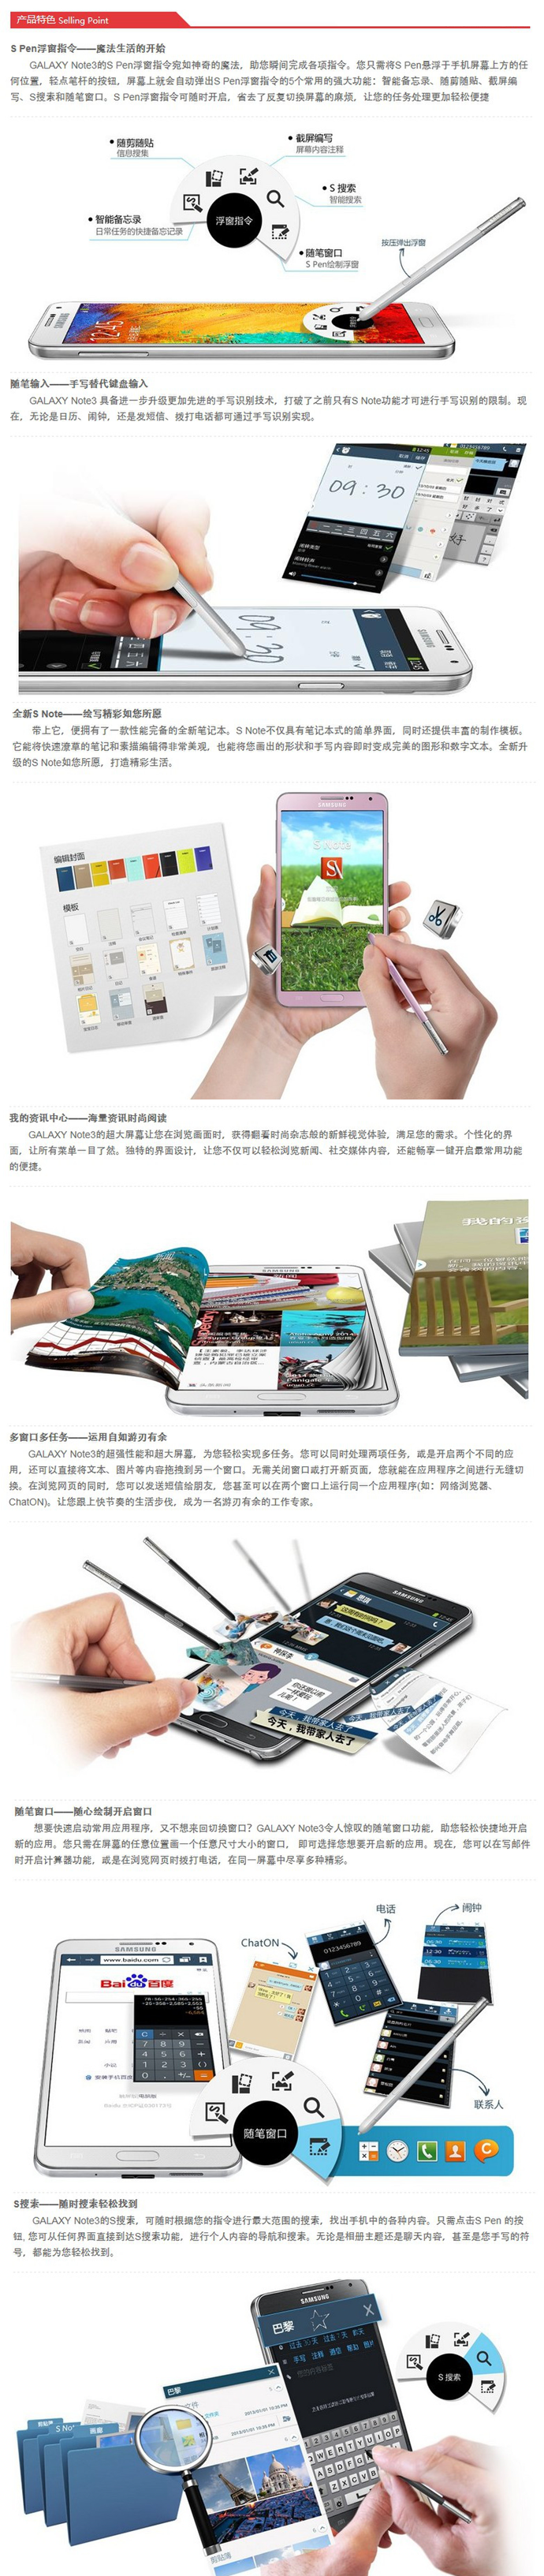 产品特色 Selling Point
S Pen浮窗指令——魔法生活的开始
GALAXY Note3的S Pen浮窗指令宛如神奇的魔法，助您瞬间完成各项指令。您只需将S Pen悬浮于手机屏幕上方的任
何位置，轻点笔杆的按钮，屏幕上就会自动弹出S Pen浮窗指令的5个常用的强大功能：智能备忘录、随剪随贴、截屏编
写、S搜索和随笔窗口。S Pen浮窗指令可随时开启，省去了反复切换屏幕的麻烦，让您的任务处理更加轻松便捷
随剪随贴
信息搜集
截屏编写
屏幕内容注释
S 搜索
智能搜索
智能备忘录
日常任务的快捷备忘记录
浮窗指令
随笔窗口
S Pen绘制浮窗
按压弹出浮窗
SAMSUNG
12:45
随笔输入——手写替代键盘输入
GALAXY Note3 具备进一步升级更加先进的手写识别技术，打破了之前只有S Note功能才可进行手写识别的限制。现
在，无论是日历、闹钟，还是发短信、拨打电话都可通过手写识别实现。
12:45
0123456789
09:30
一 二 三 四 五 六
好
SAMSUNG
全新S Note——绘写精彩如您所愿
带上它，便拥有了一款性能完备的全新笔记本。S Note不仅具有笔记本式的简单界面，同时还提供丰富的制作模板。
它能将快速潦草的笔记和素描编辑得非常美观，也能将您画出的形状和手写内容即时变成完美的图形和数字文本。全新升
级的S Note如您所愿，打造精彩生活。
SAMSUNG
S Note
编辑封面
模板
我的资讯中心——海量资讯时尚阅读
GALAXY Note3的超大屏幕让您在浏览画面时，获得翻看时尚杂志般的新鲜视觉体验，满足您的需求。个性化的界
面，让所有菜单一目了然。独特的界面设计，让您不仅可以轻松浏览新闻、社交媒体内容，还能畅享一键开启最常用功能
的便捷。
多窗口多任务——运用自如游刃有余
GALAXY Note3的超强性能和超大屏幕，为您轻松实现多任务。您可以同时处理两项任务，或是开启两个不同的应
用，还可以直接将文本、图片等内容拖拽到另一个窗口。无需关闭窗口或打开新页面，您就能在应用程序之间进行无缝切
换。在浏览网页的同时，您可以发送短信给朋友，您甚至可以在两个窗口上运行同一个应用程序(如：网络浏览器、
ChatON)。让您跟上快节奏的生活步伐，成为一名游刃有余的工作专家。
SAMSUNG
今天，我带家人去了
今天，我带家人去了
随笔窗口——随心绘制开启窗口
想要快速启动常用应用程序，又不想来回切换窗口？GALAXY Note3令人惊叹的随笔窗口功能，助您轻松快捷地开启
新的应用。您只需在屏幕的任意位置画一个任意尺寸大小的窗口， 即可选择您想要开启新的应用。现在，您可以在写邮件
时开启计算器功能，或是在浏览网页时拨打电话，在同一屏幕中尽享多种精彩。
电话
闹钟
ChatON
SAMSUNG
www.baidu.com
Bai百度
0123456789
联系人
随笔窗口
S搜索——随时搜索轻松找到
GALAXY Note3的S搜索，可随时根据您的指令进行最大范围的搜索，找出手机中的各种内容。只需点击S Pen 的按
钮, 您可从任何界面直接到达S搜索功能，进行个人内容的导航和搜索。无论是相册主题还是聊天内容，甚至是您手写的符
号，都能为您轻松找到。
SAMSUNG
巴黎
手写 注释 通信
S 搜索
巴黎
文件
2013/01/01 10:35 PM
2013/01/01 10:35 PM
剪贴簿